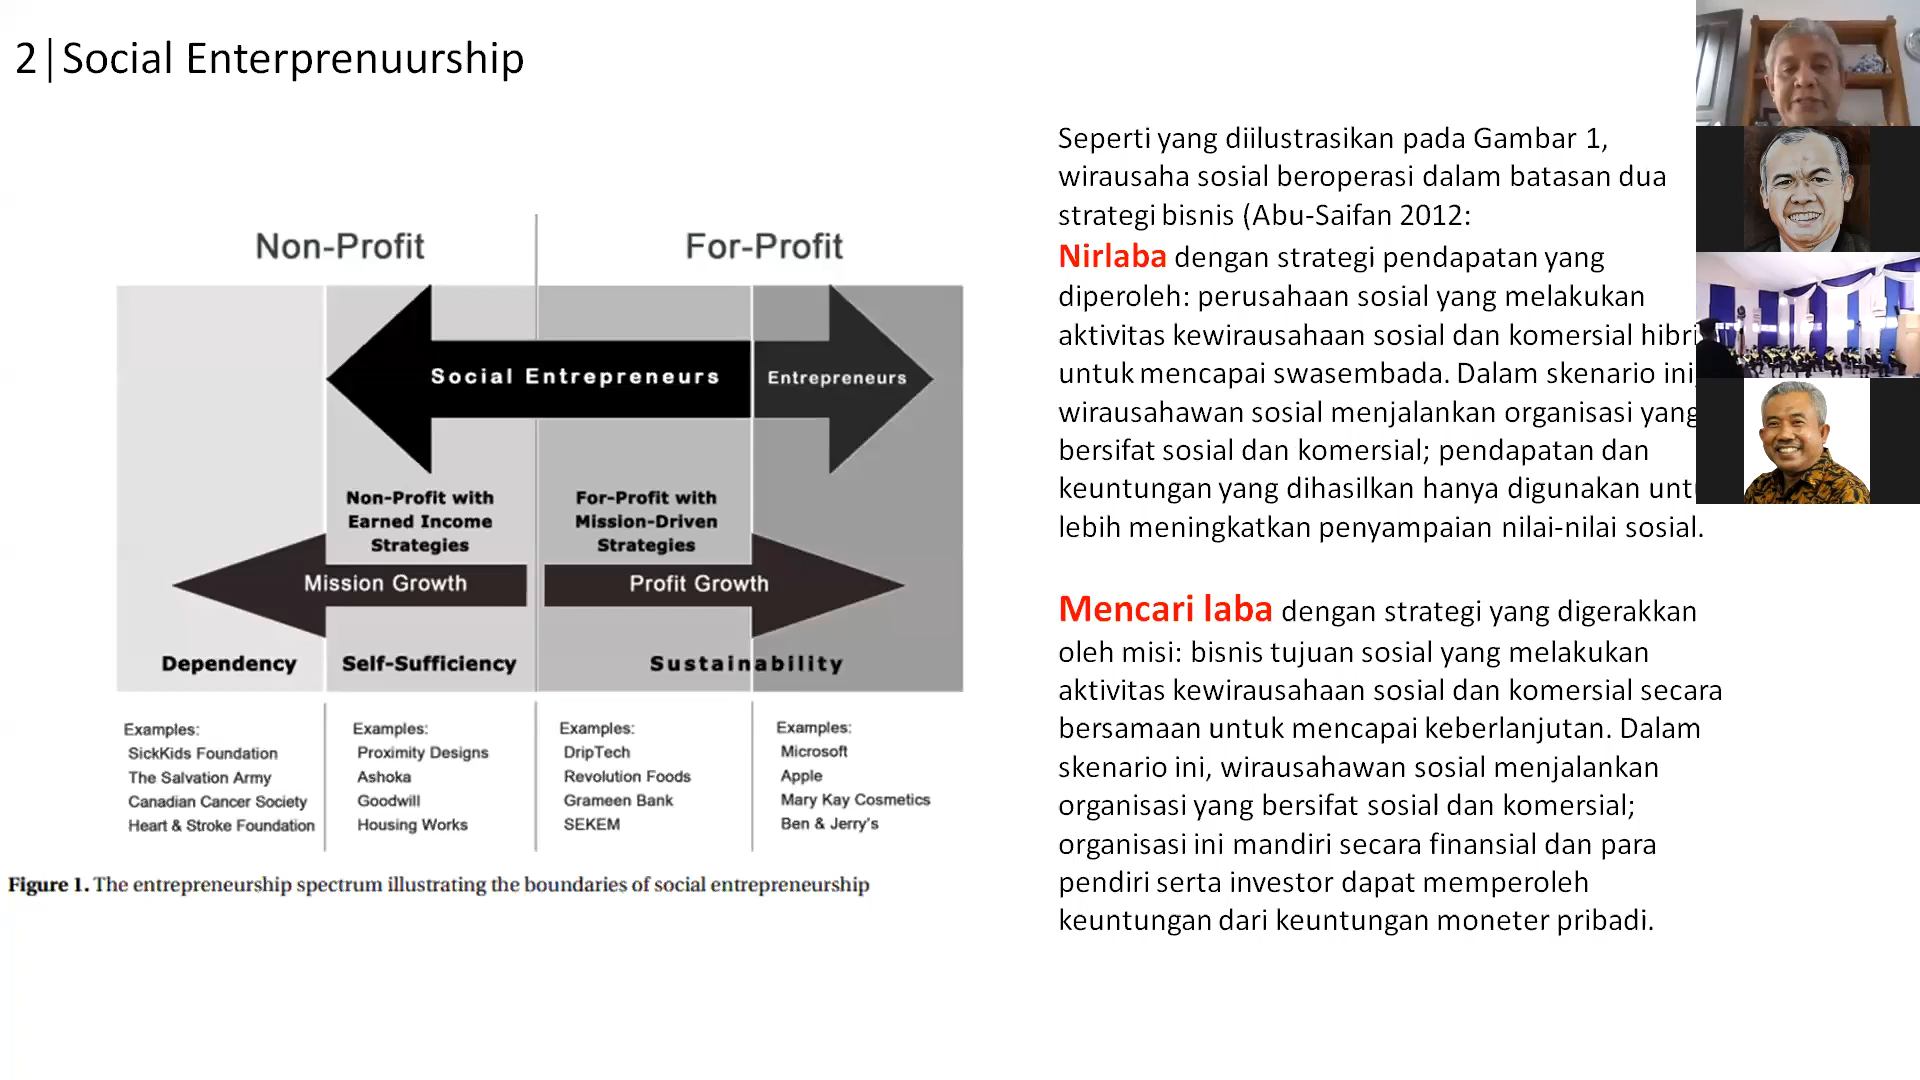 2|Social Enterprenuurship
Non-Profit
For-Profit
Social Entrepreneurs
Entrepreneurs
Non-Profit with
Earned Income
Strategies
For-Profit with
Mission-Driven
Strategies
Mission Growth
Profit Growth
Dependency
Self-Sufficiency
Sustainability
Examples:
SickKids Foundation
The Salvation Army
Canadian Cancer Society
Heart & Stroke Foundation
Examples:
Proximity Designs
Ashoka
Goodwill
Housing Works
Examples:
DripTech
Revolution Foods
Grameen Bank
SEKEM
Examples:
Microsoft
Apple
Mary Kay Cosmetics
Ben & Jerry's
Figure 1. The entrepreneurship spectrum illustrating the boundaries of social entrepreneurship
Seperti yang diilustrasikan pada Gambar 1,
wirausaha sosial beroperasi dalam batasan dua
strategi bisnis (Abu-Saifan 2012:
Nirlaba dengan strategi pendapatan yang
diperoleh: perusahaan sosial yang melakukan
aktivitas kewirausahaan sosial dan komersial
untuk mencapai swasembada. Dalam skenario ini,
wirausahawan sosial menjalankan organisasi yang
bersifat sosial dan komersial; pendapatan dan
keuntungan yang dihasilkan hanya digunakan
lebih meningkatkan penyampaian nilai-nilai sosial.
Mencari laba dengan strategi yang digerakkan
oleh misi: bisnis tujuan sosial yang melakukan
aktivitas kewirausahaan sosial dan komersial secara
bersamaan untuk mencapai keberlanjutan. Dalam
skenario ini, wirausahawan sosial menjalankan
organisasi yang bersifat sosial dan komersial;
organisasi ini mandiri secara finansial dan para
pendiri serta investor dapat memperoleh
keuntungan dari keuntungan moneter pribadi.